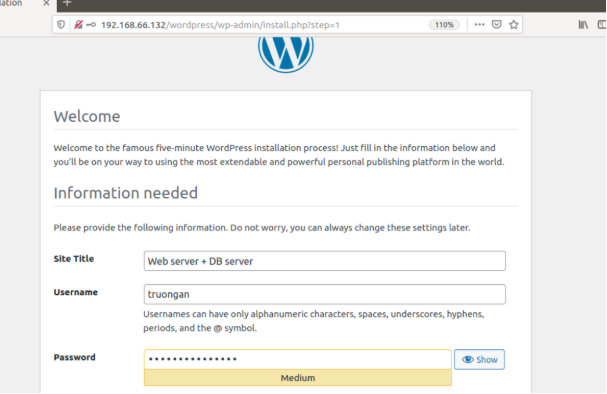 lation × +
192.168.66.132/wordpress/wp-admin/install.php?step=1 110%
Welcome
Welcome to the famous five-minute WordPress installation process! Just fill in the information below and
you'll be on your way to using the most extendable and powerful personal publishing platform in the world.
Information needed
Please provide the following information. Do not worry, you can always change these settings later.
Site Title Web server + DB server
Username truongan
Usernames can have only alphanumeric characters, spaces, underscores, hyphens,
periods, and the @ symbol.
Password ••••••••••••••• Show
Medium